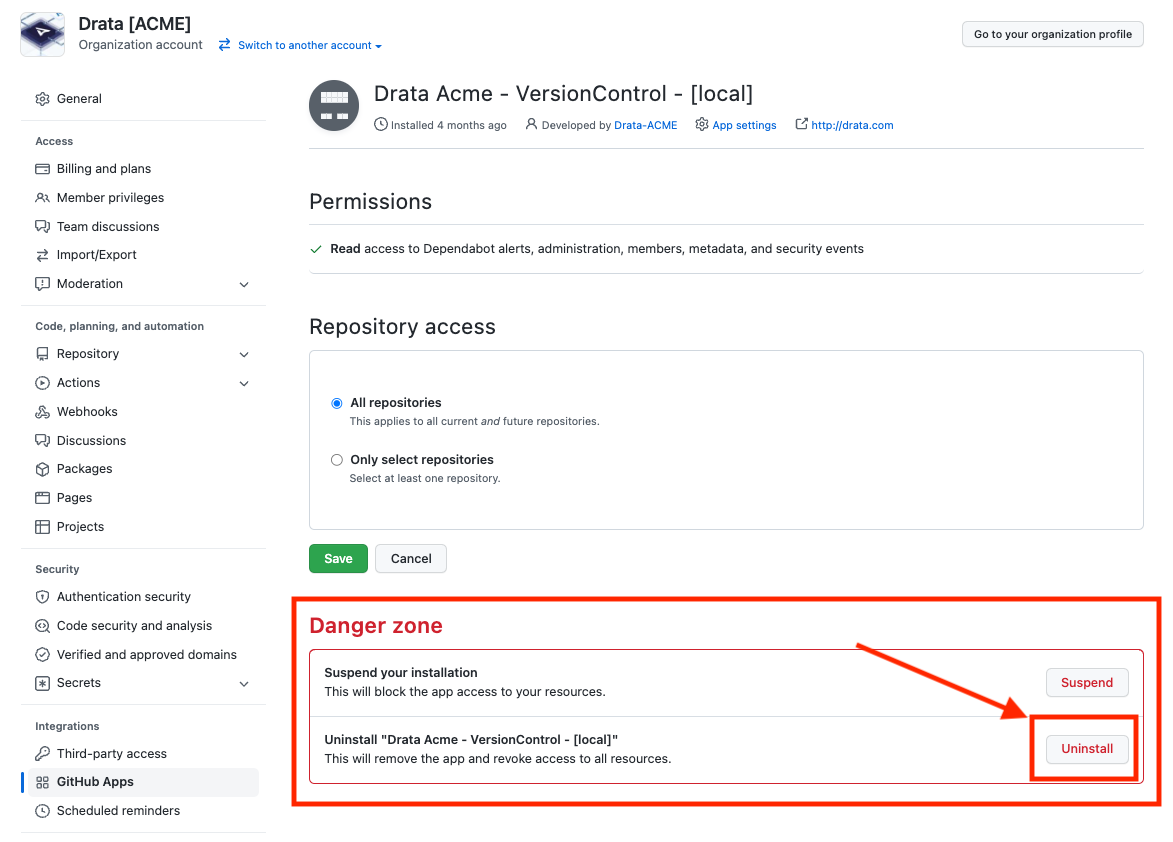 Drata [ACME]
Organization account
Switch to another account
Go to your organization profile
General
Access
Billing and plans
Member privileges
Team discussions
Import/Export
Moderation
Code, planning, and automation
Repository
Actions
Webhooks
Discussions
Packages
Pages
Projects
Security
Authentication security
Code security and analysis
Verified and approved domains
Secrets
Integrations
Third-party access
GitHub Apps
Scheduled reminders
Drata Acme - VersionControl - [local]
Installed 4 months ago Developed by Drata-ACME App settings http://drata.com
Permissions
Read access to Dependabot alerts, administration, members, metadata, and security events
Repository access
All repositories
This applies to all current and future repositories.
Only select repositories
Select at least one repository.
Save Cancel
Danger zone
Suspend your installation
This will block the app access to your resources.
Suspend
Uninstall "Drata Acme - VersionControl - [local]"
This will remove the app and revoke access to all resources.
Uninstall